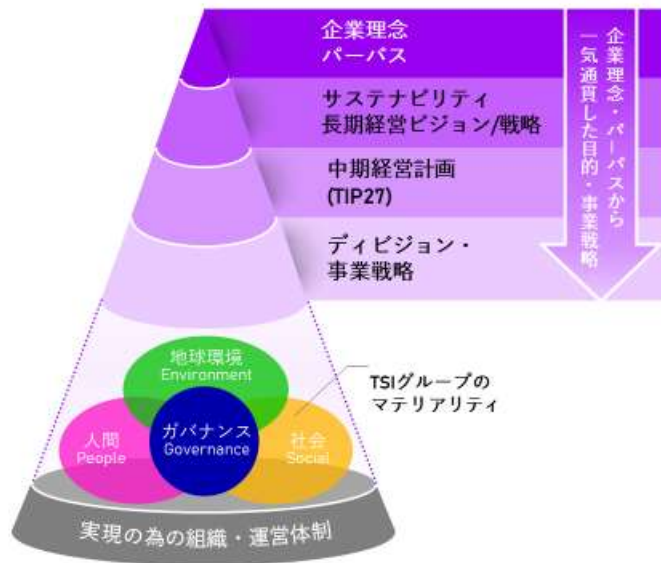 企業理念
パーパス
サステナビリティ
長期経営ビジョン/戦略
中期経営計画
(TIP27)
ディビジョン・
事業戦略
企業理念・パーパスから
一気通貫した目的・事業戦略
地球環境
Environment
TSIグループの
マテリアリティ
人間
People
ガバナンス
Governance
社会
Social
実現の為の組織・運営体制